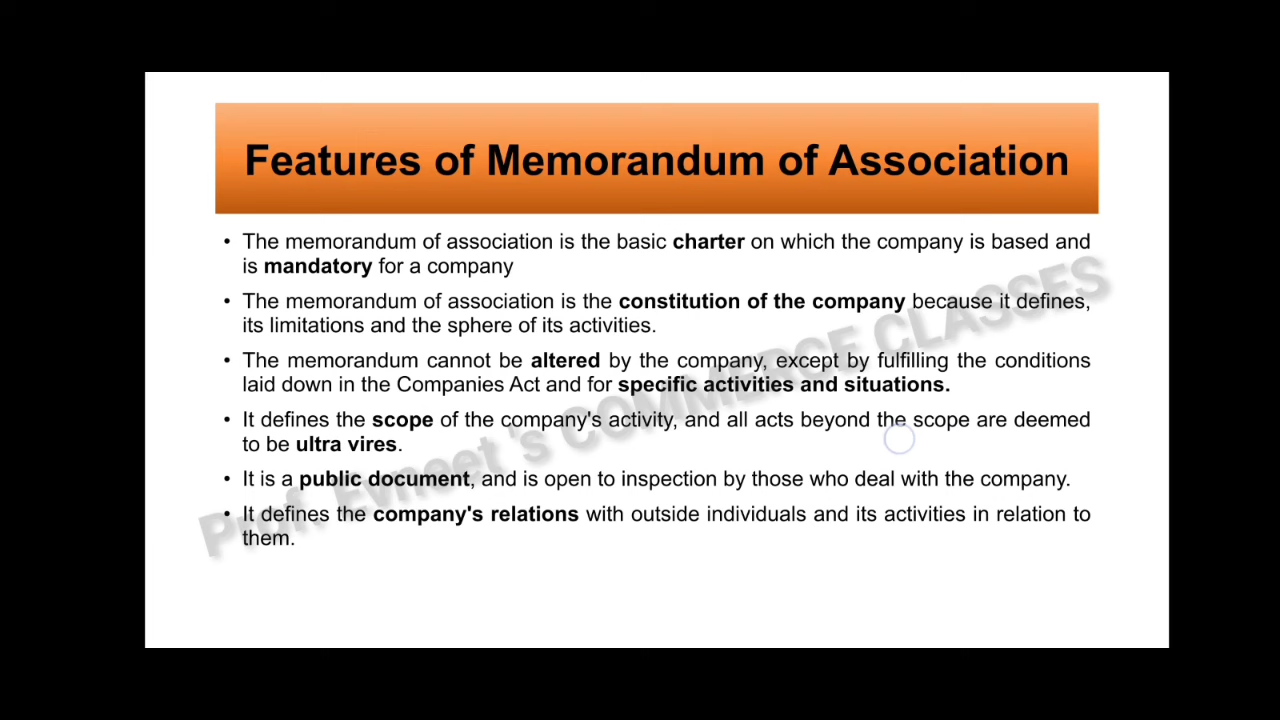 Features of Memorandum of Association
• The memorandum of association is the basic charter on which the company is based and
is mandatory for a company
• The memorandum of association is the constitution of the company because it defines,
its limitations and the sphere of its activities.
• The memorandum cannot be altered by the company, except by fulfilling the conditions
laid down in the Companies Act and for specific activities and situations.
• It defines the scope of the company's activity, and all acts beyond the scope are deemed
to be ultra vires.
• It is a public document, and is open to inspection by those who deal with the company.
• It defines the company's relations with outside individuals and its activities in relation to
them.
Prof. Evneet 's COMMERCE CLASSES